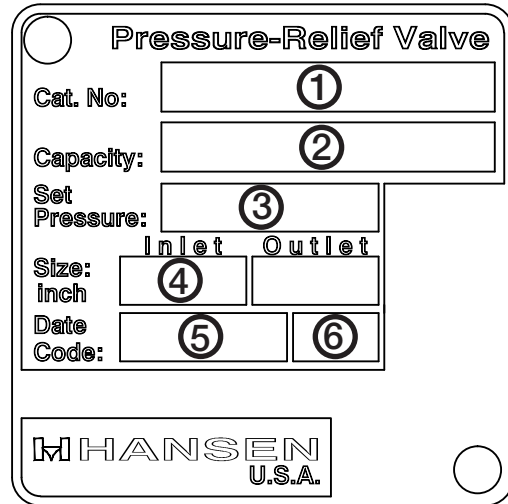 Pressure-Relief Valve
Cat. No: 1
Capacity: 2
Set
Pressure: 3
Inlet Outlet
Size:
inch 4
Date
Code: 5 6
HANSEN
U.S.A.